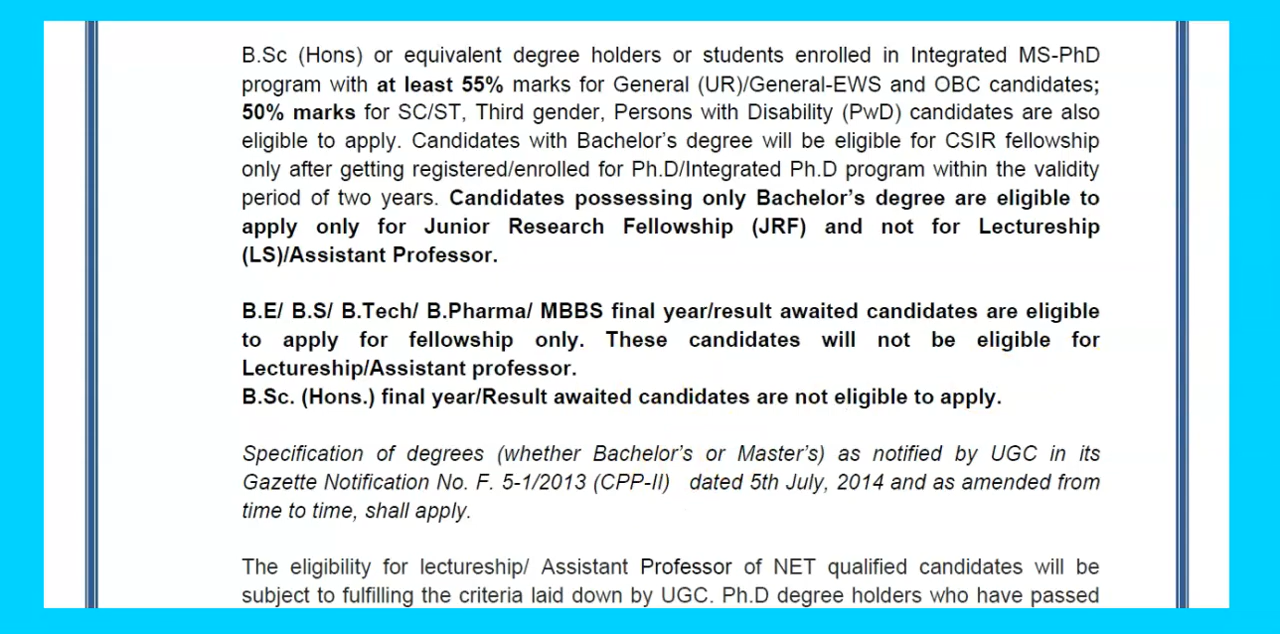 B.Sc (Hons) or equivalent degree holders or students enrolled in Integrated MS-PhD
program with at least 55% marks for General (UR)/General-EWS and OBC candidates;
50% marks for SC/ST, Third gender, Persons with Disability (PwD) candidates are also
eligible to apply. Candidates with Bachelor’s degree will be eligible for CSIR fellowship
only after getting registered/enrolled for Ph.D/Integrated Ph.D program within the validity
period of two years. Candidates possessing only Bachelor’s degree are eligible to
apply only for Junior Research Fellowship (JRF) and not for Lectureship
(LS)/Assistant Professor.
B.E/ B.S/ B.Tech/ B.Pharma/ MBBS final year/result awaited candidates are eligible
to apply for fellowship only. These candidates will not be eligible for
Lectureship/Assistant professor.
B.Sc. (Hons.) final year/Result awaited candidates are not eligible to apply.
Specification of degrees (whether Bachelor’s or Master’s) as notified by UGC in its
Gazette Notification No. F. 5-1/2013 (CPP-II) dated 5th July, 2014 and as amended from
time to time, shall apply.
The eligibility for lectureship/ Assistant Professor of NET qualified candidates will be
subject to fulfilling the criteria laid down by UGC. Ph.D degree holders who have passed